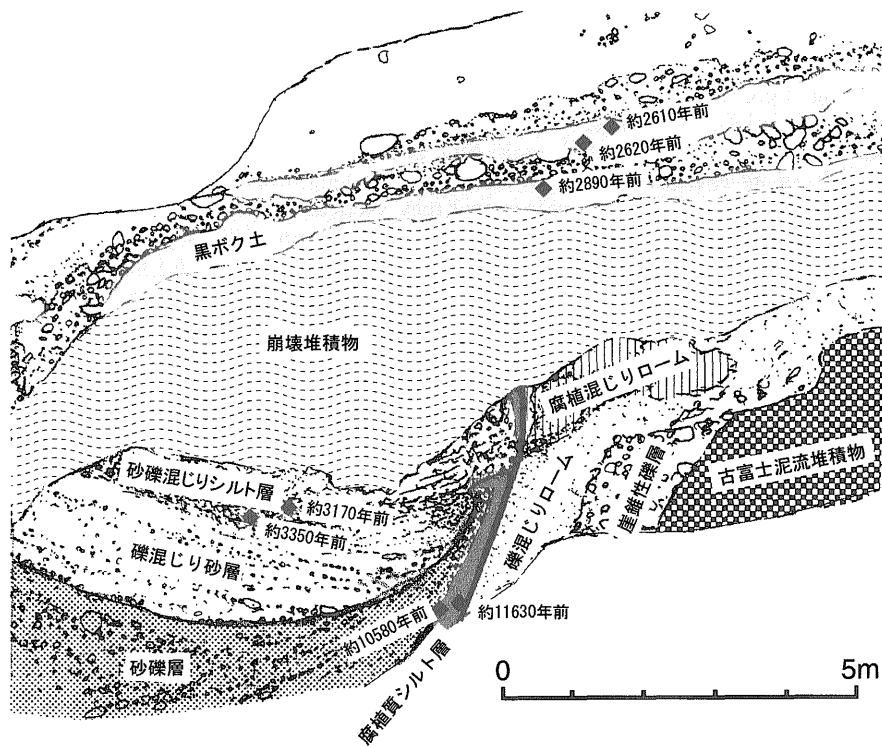 約2610年前
約2620年前
約2890年前
黒ボク土
崩壊堆積物
腐植混じりローム
古富士泥流堆積物
崖錐性礫層
礫混じりローム
砂礫混じりシルト層
約3170年前
約3350年前
礫混じり砂層
約10580年前
約11630年前
砂礫層
腐植質シルト層
0
5m